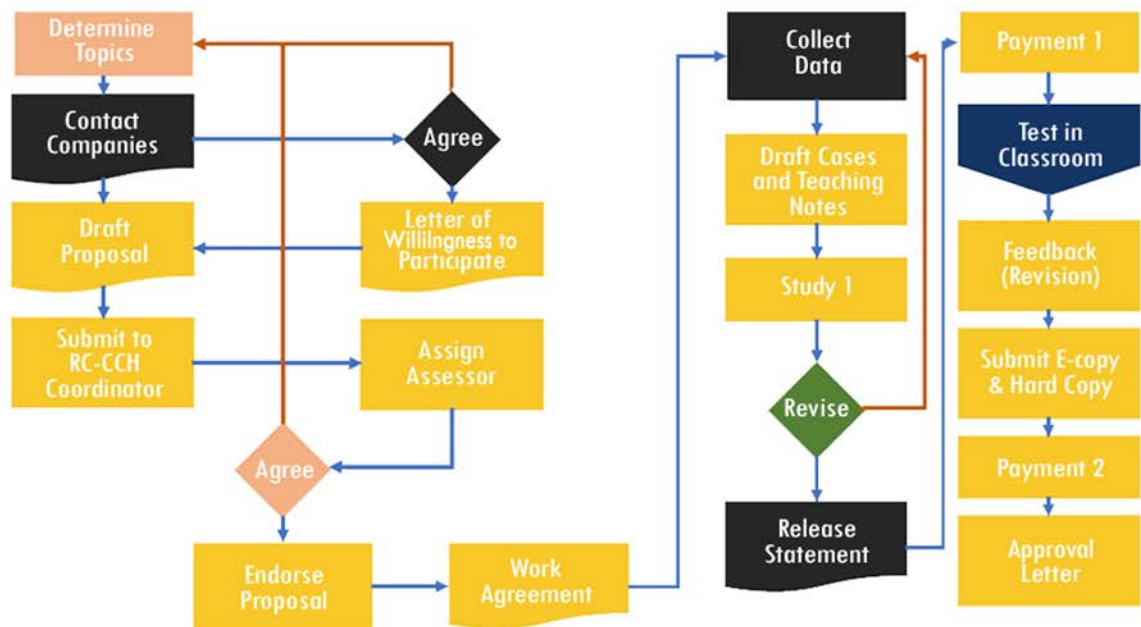 Determine
Topics
Contact
Companies
Agree
Draft
Proposal
Letter of
Willilngness to
Participate
Submit to
RC-CCH
Coordinator
Assign
Assessor
Agree
Endorse
Proposal
Work
Agreement
Collect
Data
Draft Cases
and Teaching
Notes
Study 1
Revise
Release
Statement
Payment 1
Test in
Classroom
Feedback
(Revision)
Submit E-copy
& Hard Copy
Payment 2
Approval
Letter